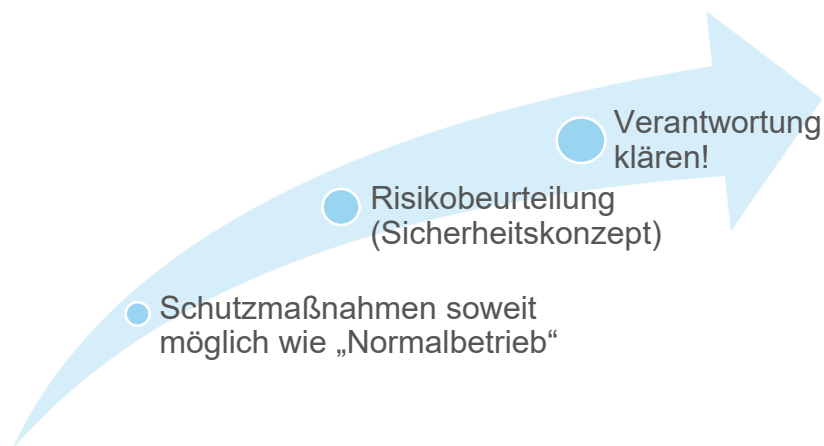 Verantwortung
klären!
Risikobeurteilung
(Sicherheitskonzept)
Schutzmaßnahmen soweit
möglich wie „Normalbetrieb“